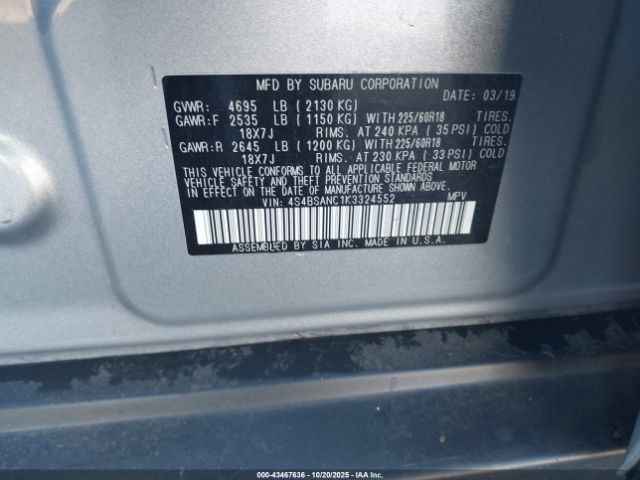 MFD BY SUBARU CORPORATION
DATE: 03/19
GVWR: 4695 LB ( 2130 KG)
GAWR:F 2535 LB ( 1150 KG) WITH 225/60R18 TIRES.
18X7J RIMS. AT 240 KPA ( 35 PSI) COLD
GAWR:R 2645 LB ( 1200 KG) WITH 225/60R18 TIRES.
18X7J RIMS. AT 230 KPA ( 33 PSI) COLD
THIS VEHICLE CONFORMS TO ALL APPLICABLE FEDERAL MOTOR
VEHICLE SAFETY AND BUMPER STANDARDS IN EFFECT ON THE
DATE OF MANUFACTURE SHOWN ABOVE.
VIN: 4S4BSANC1K3324552 MPV
ASSEMBLED BY SIA INC. MADE IN U.S.A.
000-43467636 - 10/20/2025 - IAAI.COM